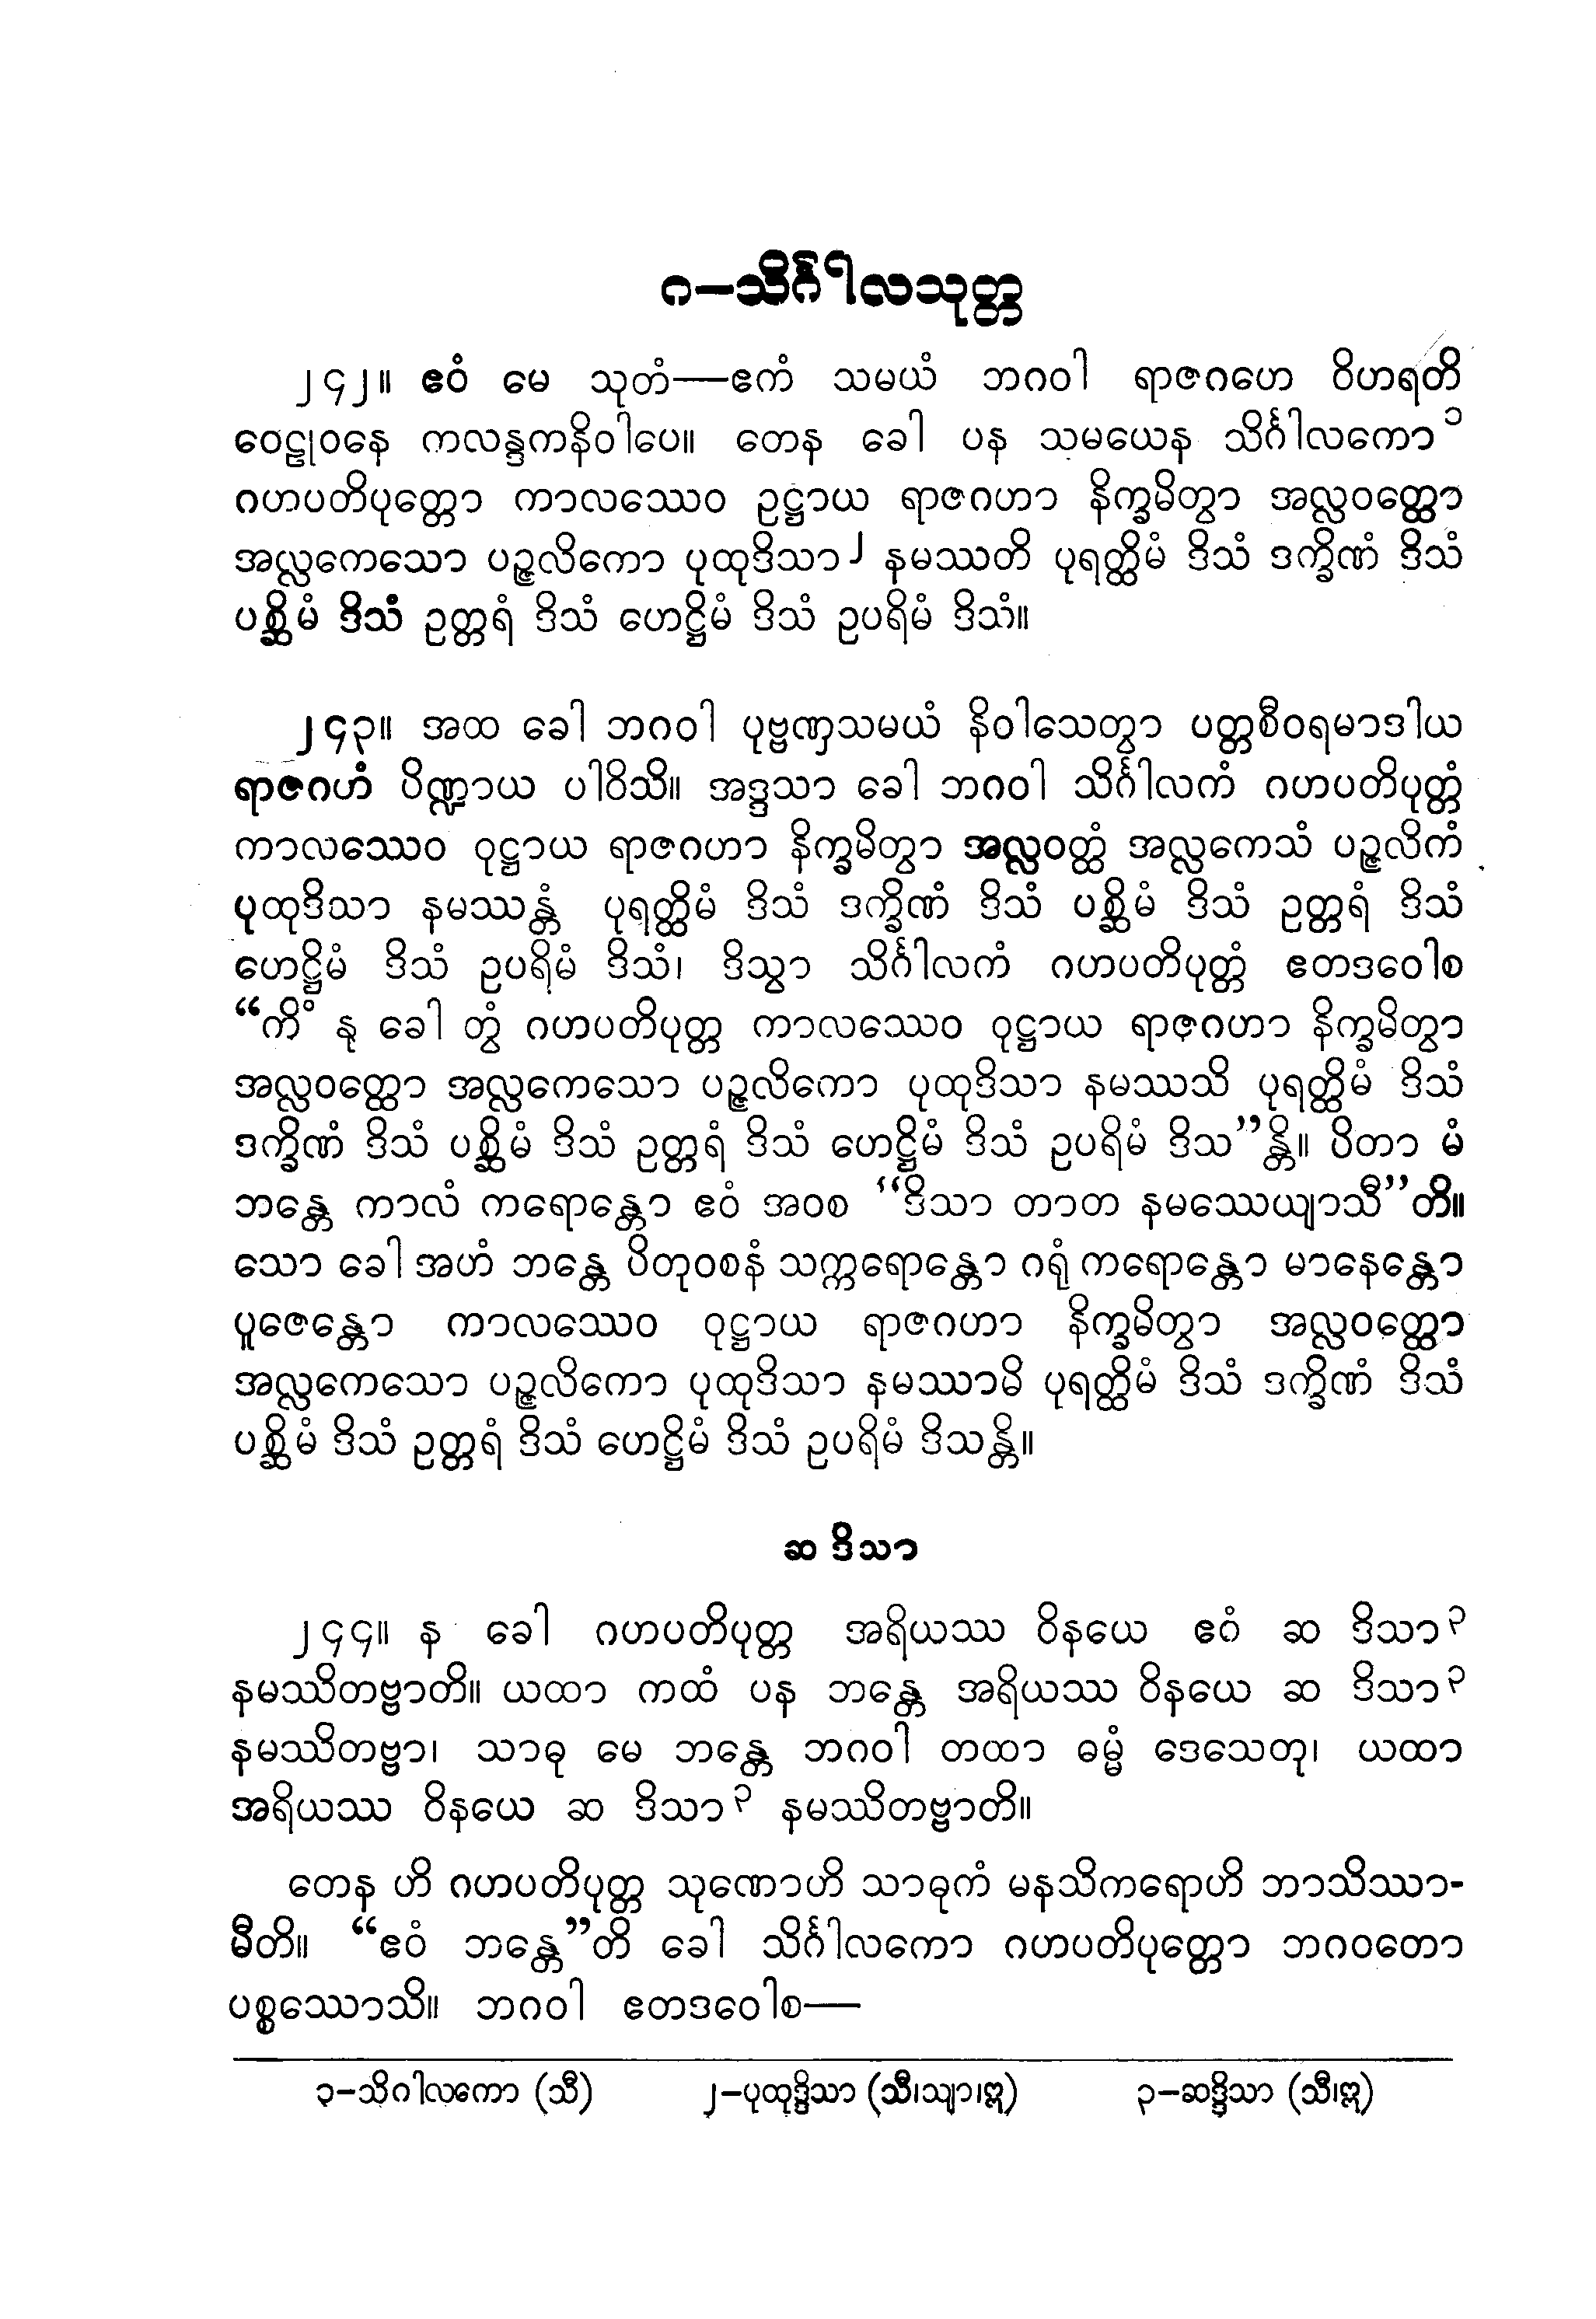 ဂ–သိင်္ဂါလသုတ္တ
၂၄၂။ ဧဝံ မေ သုတံ—ဧကံ သမယံ ဘဂဝါ ရာဇဂဟေ ဝိဟရတိ
ဝေဠုဝနေ ကလန္ဒကနိဝါပေ။ တေန ခေါ ပန သမယေန သိင်္ဂါလကော ၁
ဂဟပတိပုတ္တော ကာလဿေဝ ဥဋ္ဌာယ ရာဇဂဟာ နိက္ခမိတွာ အလ္လဝတ္ထော
အလ္လကေသော ပဉ္ဇလိကော ပုထုဒိသာ ၂ နမဿတိ ပုရတ္ထိမံ ဒိသံ ဒက္ခိဏံ ဒိသံ
ပစ္ဆိမံ ဒိသံ ဥတ္တရံ ဒိသံ ဟေဋ္ဌိမံ ဒိသံ ဥပရိမံ ဒိသံ။
၂၄၃။ အထ ခေါ ဘဂဝါ ပုဗ္ဗဏှသမယံ နိဝါသေတွာ ပတ္တစီဝရမာဒါယ
ရာဇဂဟံ ပိဏ္ဍာယ ပါဝိသိ။ အဒ္ဒသာ ခေါ ဘဂဝါ သိင်္ဂါလကံ ဂဟပတိပုတ္တံ
ကာလဿေဝ ဝုဋ္ဌာယ ရာဇဂဟာ နိက္ခမိတွာ အလ္လဝတ္ထံ အလ္လကေသံ ပဉ္ဇလိကံ
ပုထုဒိသာ နမဿန္တံ ပုရတ္ထိမံ ဒိသံ ဒက္ခိဏံ ဒိသံ ပစ္ဆိမံ ဒိသံ ဥတ္တရံ ဒိသံ
ဟေဋ္ဌိမံ ဒိသံ ဥပရိမံ ဒိသံ၊ ဒိသွာ သိင်္ဂါလကံ ဂဟပတိပုတ္တံ ဧတဒဝေါစ
“ကိံ နု ခေါ တွံ ဂဟပတိပုတ္တ ကာလဿေဝ ဝုဋ္ဌာယ ရာဇဂဟာ နိက္ခမိတွာ
အလ္လဝတ္ထော အလ္လကေသော ပဉ္ဇလိကော ပုထုဒိသာ နမဿသိ ပုရတ္ထိမံ ဒိသံ
ဒက္ခိဏံ ဒိသံ ပစ္ဆိမံ ဒိသံ ဥတ္တရံ ဒိသံ ဟေဋ္ဌိမံ ဒိသံ ဥပရိမံ ဒိသ”န္တိ။ ပိတာ မံ
ဘန္တေ ကာလံ ကရောန္တော ဧဝံ အဝစ “ဒိသာ တာတ နမဿေယျာသီ”တိ။
သော ခေါ အဟံ ဘန္တေ ပိတုဝစနံ သက္ကရောန္တော ဂရုံ ကရောန္တော မာနေန္တော
ပူဇေန္တော ကာလဿေဝ ဝုဋ္ဌာယ ရာဇဂဟာ နိက္ခမိတွာ အလ္လဝတ္ထော
အလ္လကေသော ပဉ္ဇလိကော ပုထုဒိသာ နမဿာမိ ပုရတ္ထိမံ ဒိသံ ဒက္ခိဏံ ဒိသံ
ပစ္ဆိမံ ဒိသံ ဥတ္တရံ ဒိသံ ဟေဋ္ဌိမံ ဒိသံ ဥပရိမံ ဒိသန္တိ။
ဆ ဒိသာ
၂၄၄။ န ခေါ ဂဟပတိပုတ္တ အရိယဿ ဝိနယေ ဧဝံ ဆ ဒိသာ ၃
နမဿိတဗ္ဗာတိ။ ယထာ ကထံ ပန ဘန္တေ အရိယဿ ဝိနယေ ဆ ဒိသာ ၃
နမဿိတဗ္ဗာ၊ သာဓု မေ ဘန္တေ ဘဂဝါ တထာ ဓမ္မံ ဒေသေတု၊ ယထာ
အရိယဿ ဝိနယေ ဆ ဒိသာ ၃ နမဿိတဗ္ဗာတိ။
တေန ဟိ ဂဟပတိပုတ္တ သုဏောဟိ သာဓုကံ မနသိကရောဟိ ဘာသိဿာ-
မီတိ။ “ဧဝံ ဘန္တေ”တိ ခေါ သိင်္ဂါလကော ဂဟပတိပုတ္တော ဘဂဝတော
ပစ္စဿောသိ။ ဘဂဝါ ဧတဒဝေါစ—
၃–သိဂါလကော (သီ) ၂–ပုထုဒ္ဒိသာ (သီ၊သျာ၊ဣ) ၃–ဆဒ္ဒိသာ (သီ၊ဣ)